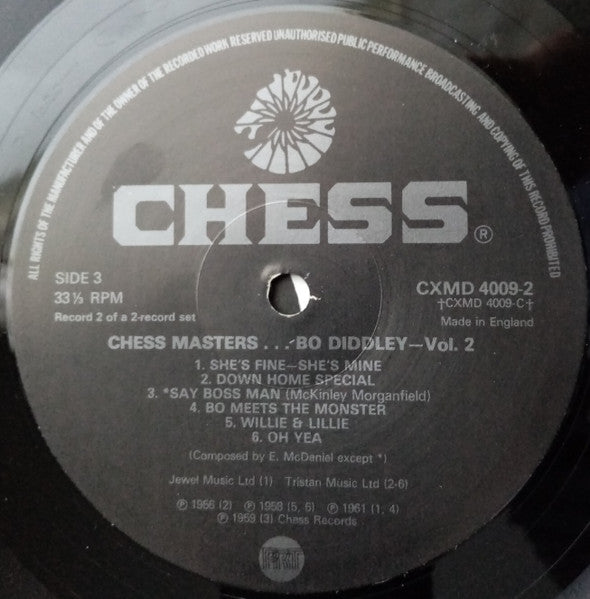 ALL RIGHTS OF THE MANUFACTURER AND OF THE OWNER OF THE RECORDED WORK RESERVED UNAUTHORISED PUBLIC PERFORMANCE BROADCASTING AND COPYING OF THIS RECORD PROHIBITED
CHESS®
SIDE 3
33⅓ RPM
Record 2 of a 2-record set
CXMD 4009-2
†CXMD 4009-C†
Made in England
CHESS MASTERS . . . BO DIDDLEY—Vol. 2
1. SHE'S FINE—SHE'S MINE
2. DOWN HOME SPECIAL
3. *SAY BOSS MAN (McKinley Morganfield)
4. BO MEETS THE MONSTER
5. WILLIE & LILLIE
6. OH YEA
(Composed by E. McDaniel except *)
Jewel Music Ltd (1) Tristan Music Ltd (2-6)
℗ 1956 (2) ℗ 1958 (5, 6) ℗ 1961 (1, 4)
℗ 1959 (3) Chess Records